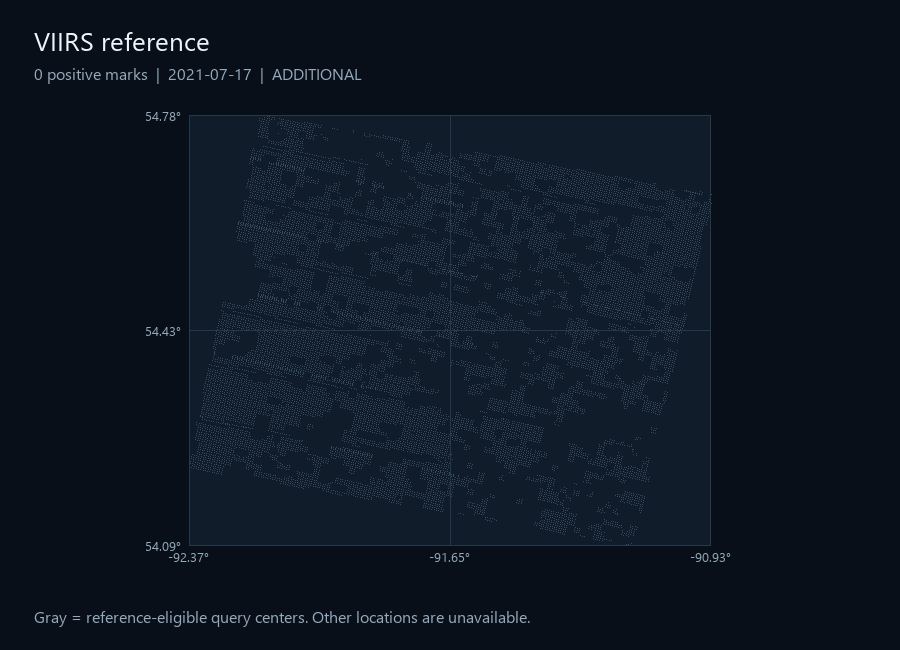 VIIRS reference
0 positive marks | 2021-07-17 | ADDITIONAL
54.78°
54.43°
54.09°
-92.37°
-91.65°
-90.93°
Gray = reference-eligible query centers. Other locations are unavailable.